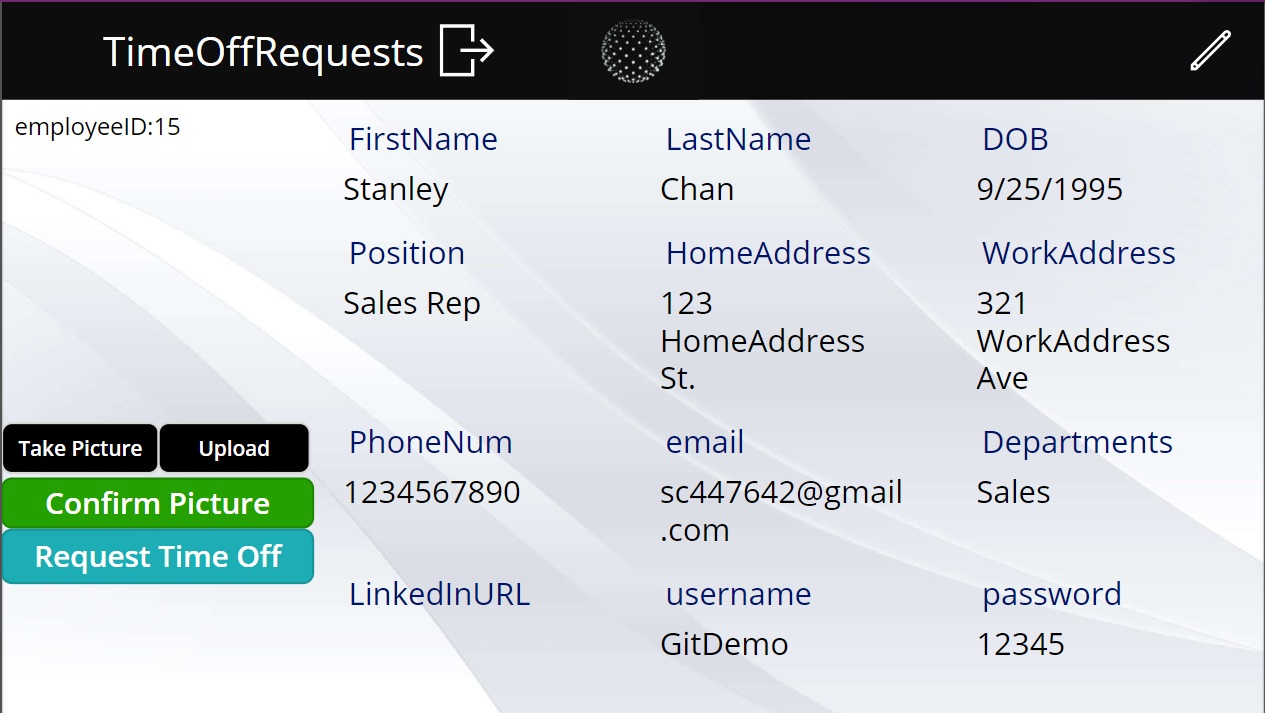 TimeOffRequests
employeeID:15
FirstName
LastName
DOB
Stanley
Chan
9/25/1995
Position
HomeAddress
WorkAddress
Sales Rep
123
HomeAddress
St.
321
WorkAddress
Ave
Take Picture
Upload
Confirm Picture
Request Time Off
PhoneNum
email
Departments
1234567890
sc447642@gmail
.com
Sales
LinkedInURL
username
password
GitDemo
12345